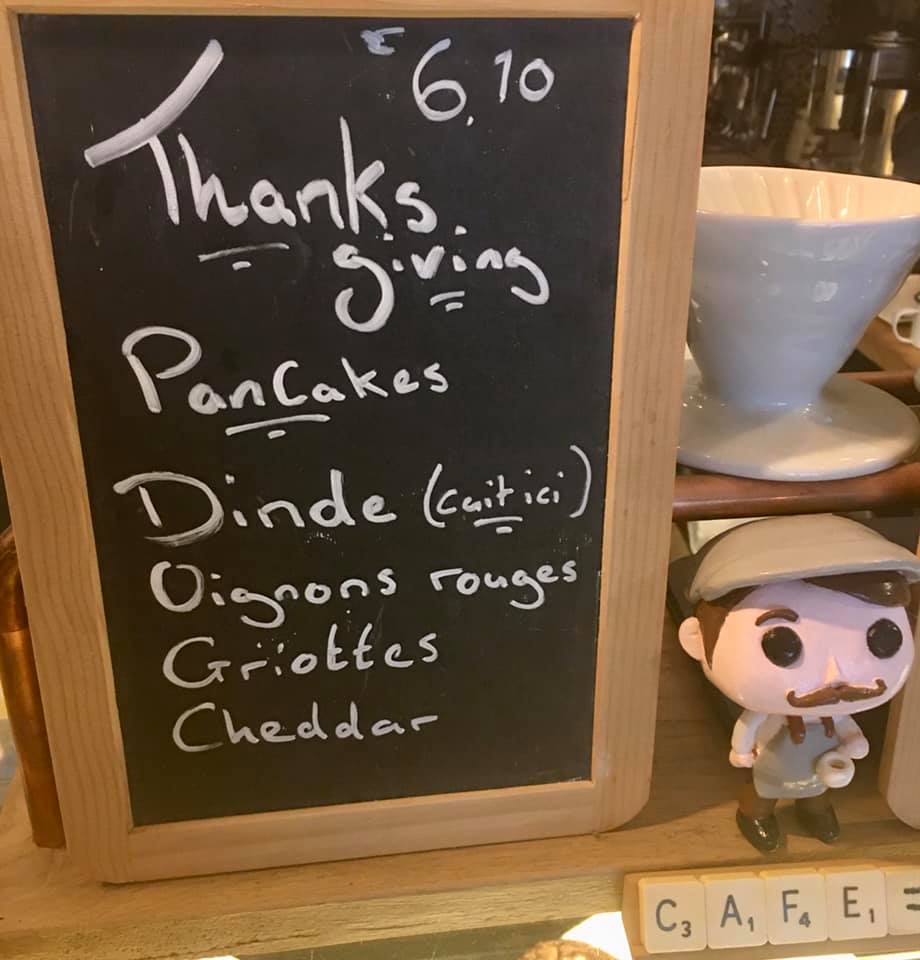 6,10
Thanks
giving
Pancakes
Dinde (cuit ici)
Oignons rouges
Griottes
Cheddar
C3 A1 F4 E1 =